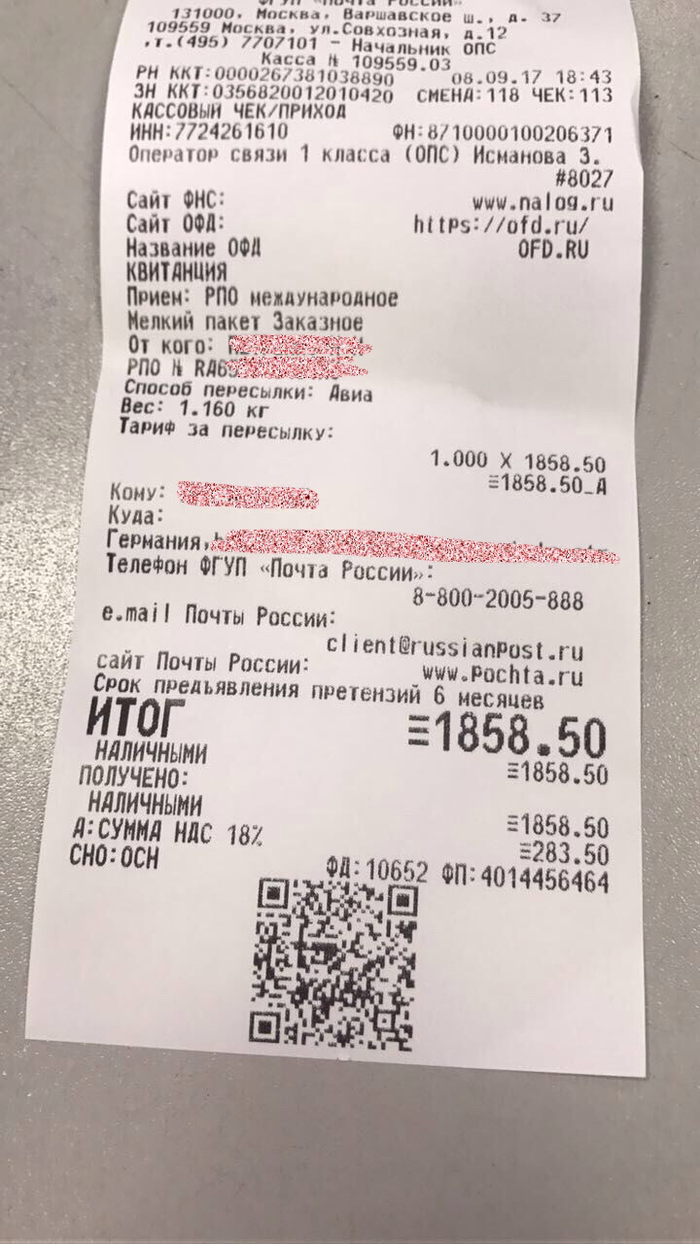 ФГУП «Почта России»
131000, Москва, Варшавское ш., д. 37
109559 Москва, ул.Совхозная, д.12
,т.(495) 7707101 - Начальник ОПС
Касса № 109559.03
РН ККТ:0000267381038890 08.09.17 18:43
ЗН ККТ:0356820012010420 СМЕНА:118 ЧЕК:113
КАССОВЫЙ ЧЕК/ПРИХОД
ИНН:7724261610 ФН:8710000100206371
Оператор связи 1 класса (ОПС) Исманова З.
#8027
Сайт ФНС: www.nalog.ru
Сайт ОФД: https://ofd.ru/
Название ОФД OFD.RU
КВИТАНЦИЯ
Прием: РПО международное
Мелкий пакет Заказное
От кого:
РПО № RA6
Способ пересылки: Авиа
Вес: 1.160 кг
Тариф за пересылку:
1.000 X 1858.50
≡1858.50_А
Кому:
Куда:
Германия,
Телефон ФГУП «Почта России»:
8-800-2005-888
e.mail Почты России:
client@russianPost.ru
сайт Почты России: www.Pochta.ru
Срок предъявления претензий 6 месяцев
ИТОГ ≡1858.50
НАЛИЧНЫМИ ≡1858.50
ПОЛУЧЕНО:
НАЛИЧНЫМИ ≡1858.50
А:СУММА НДС 18% ≡283.50
СНО:ОСН ФД:10652 ФП:4014456464